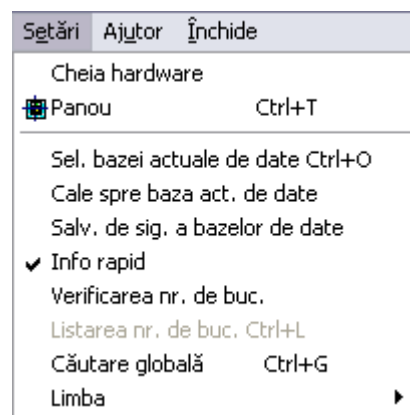 Setări Ajutor Închide
Cheia hardware
Panou Ctrl+T
Sel. bazei actuale de date Ctrl+O
Cale spre baza act. de date
Salv. de sig. a bazelor de date
Info rapid
Verificarea nr. de buc.
Listarea nr. de buc. Ctrl+L
Căutare globală Ctrl+G
Limba